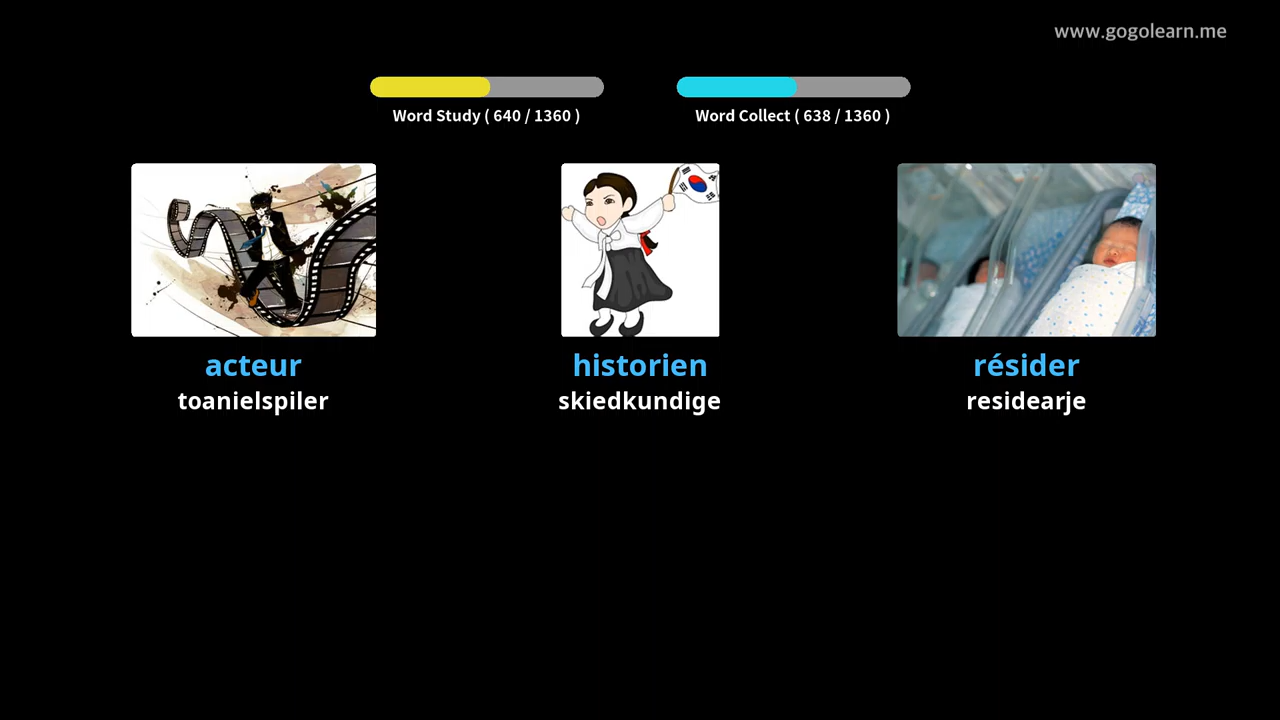 www.gogolearn.me
Word Study ( 640 / 1360 )
Word Collect ( 638 / 1360 )
acteur
toanielspiler
historien
skiedkundige
résider
residearje